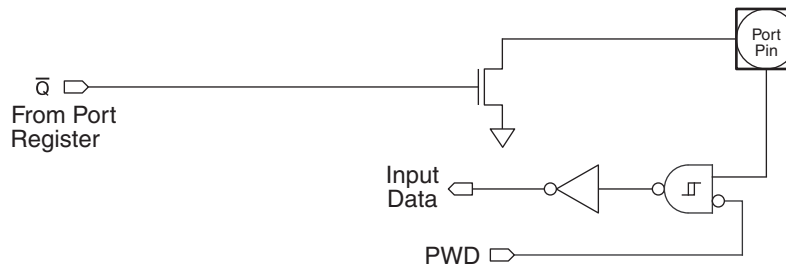 Port
Pin
Q̅
From Port
Register
Input
Data
PWD